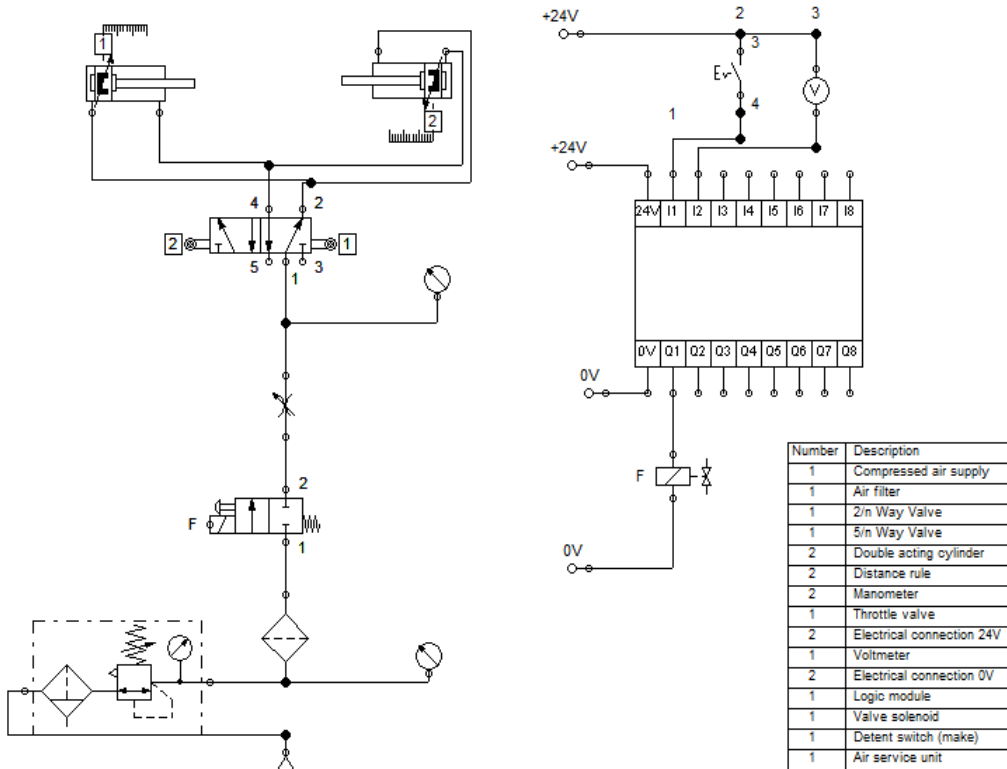 +24V 2 3
1
3
E
V
4
1
2
+24V
4 2
24V I1 I2 I3 I4 I5 I6 I7 I8
2 1
5 3
1
0V Q1 Q2 Q3 Q4 Q5 Q6 Q7 Q8
0V
Number Description
1 Compressed air supply
F
2
1 Air filter
1 2/n Way Valve
F
1 5/n Way Valve
1
0V
2 Double acting cylinder
2 Distance rule
2 Manometer
1 Throttle valve
2 Electrical connection 24V
1 Voltmeter
2 Electrical connection 0V
1 Logic module
1 Valve solenoid
1 Detent switch (make)
1 Air service unit